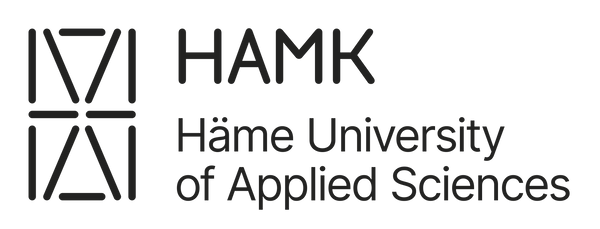 HAMK
Häme University
of Applied Sciences